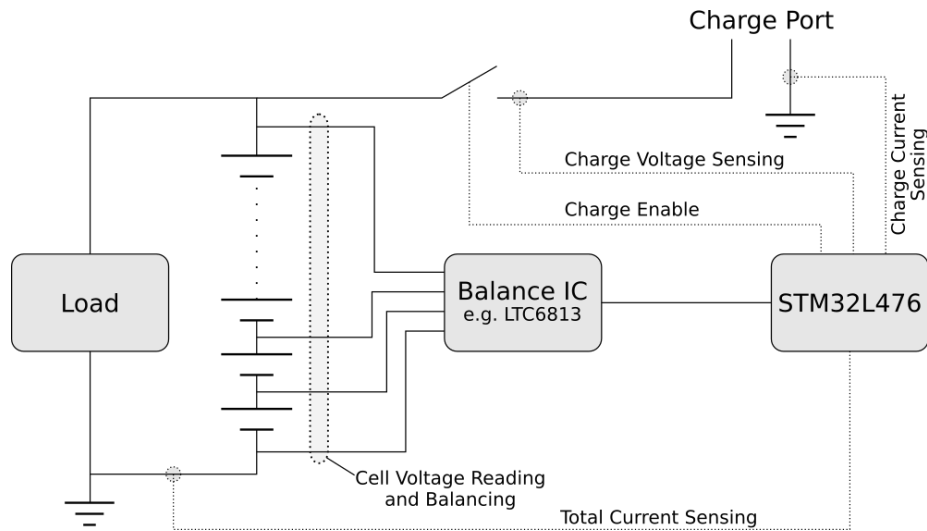 Charge Port
Charge Voltage Sensing
Charge Current
Sensing
Charge Enable
Load
Balance IC
e.g. LTC6813
STM32L476
Cell Voltage Reading
and Balancing
Total Current Sensing